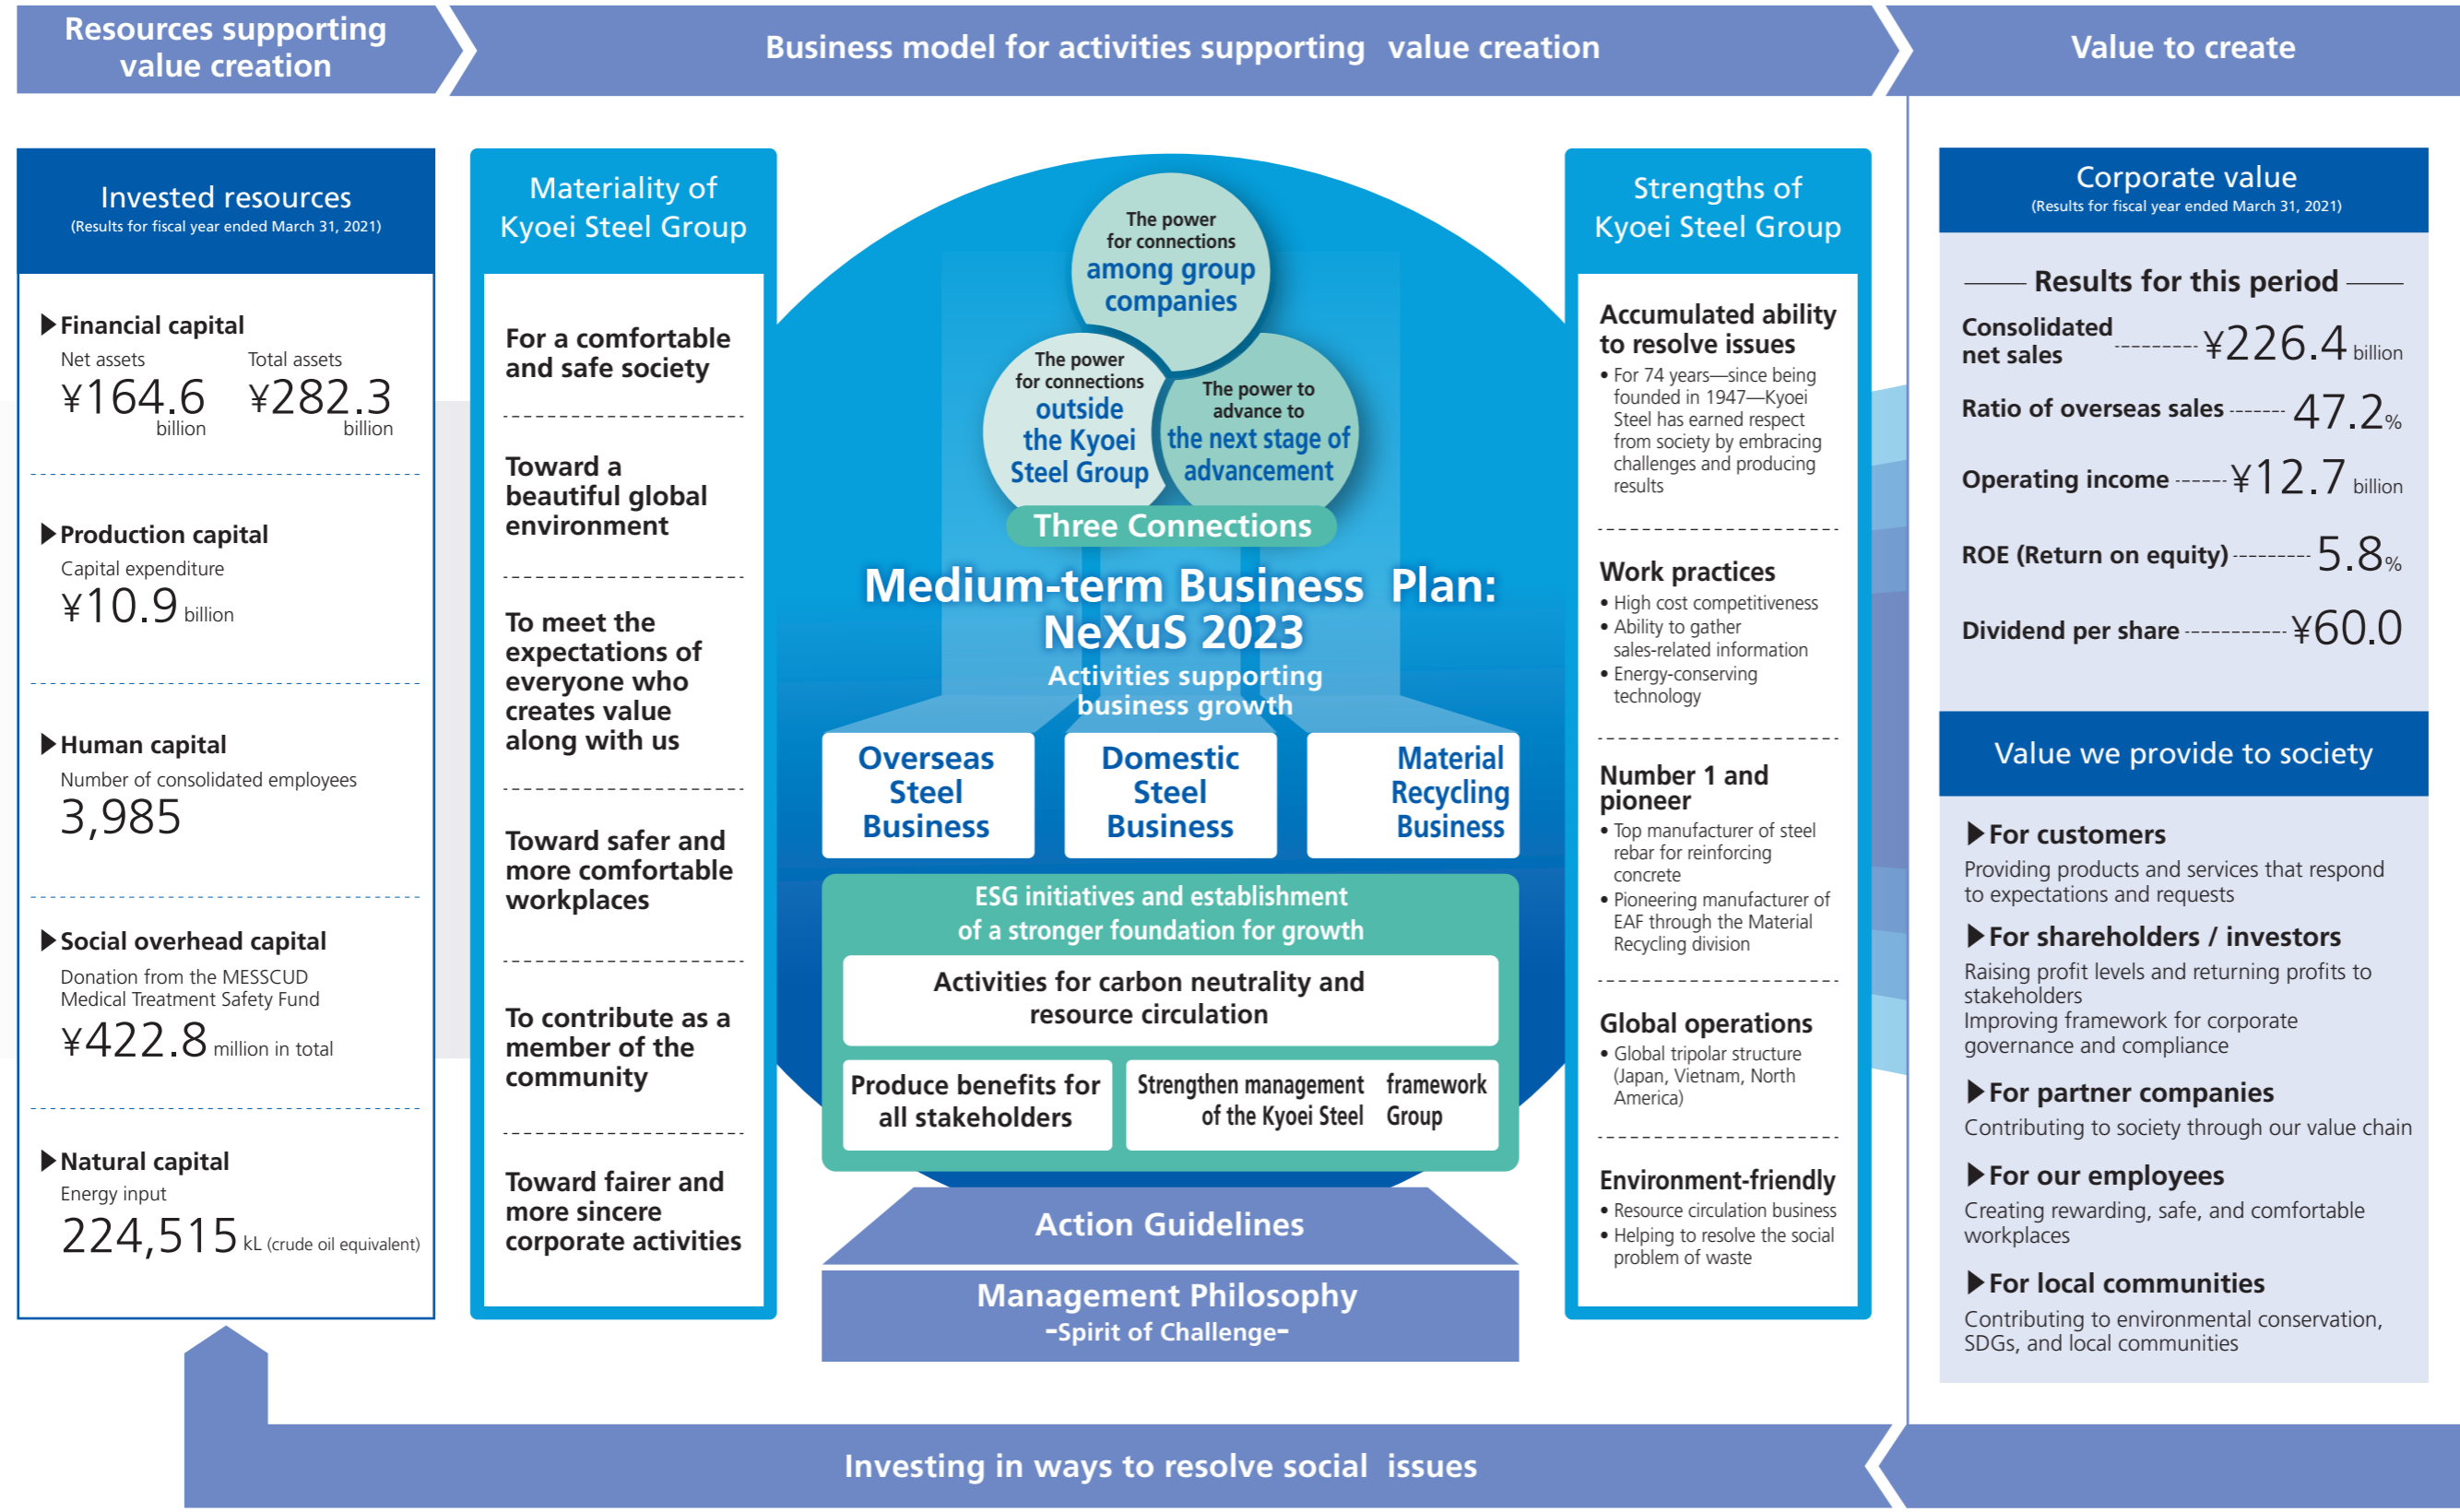 Resources supporting
value creation
Business model for activities supporting value creation
Value to create
Invested resources
(Results for fiscal year ended March 31, 2021)
▶Financial capital
Net assets
¥164.6
billion
Total assets
¥282.3
billion
▶Production capital
Capital expenditure
¥10.9 billion
▶Human capital
Number of consolidated employees
3,985
▶Social overhead capital
Donation from the MESSCUD
Medical Treatment Safety Fund
¥422.8 million in total
▶Natural capital
Energy input
224,515 kL (crude oil equivalent)
Materiality of
Kyoei Steel Group
For a comfortable
and safe society
Toward a
beautiful global
environment
To meet the
expectations of
everyone who
creates value
along with us
Toward safer and
more comfortable
workplaces
To contribute as a
member of the
community
Toward fairer and
more sincere
corporate activities
The power
for connections
among group
companies
The power
for connections
outside
the Kyoei
Steel Group
The power to
advance to
the next stage of
advancement
Three Connections
Medium-term Business Plan:
NeXuS 2023
Activities supporting
business growth
Overseas
Steel
Business
Domestic
Steel
Business
Material
Recycling
Business
ESG initiatives and establishment
of a stronger foundation for growth
Activities for carbon neutrality and
resource circulation
Produce benefits for
all stakeholders
Strengthen management framework
of the Kyoei Steel Group
Action Guidelines
Management Philosophy
-Spirit of Challenge-
Strengths of
Kyoei Steel Group
Accumulated ability
to resolve issues
• For 74 years—since being
founded in 1947—Kyoei
Steel has earned respect
from society by embracing
challenges and producing
results
Work practices
• High cost competitiveness
• Ability to gather
sales-related information
• Energy-conserving
technology
Number 1 and
pioneer
• Top manufacturer of steel
rebar for reinforcing
concrete
• Pioneering manufacturer of
EAF through the Material
Recycling division
Global operations
• Global tripolar structure
(Japan, Vietnam, North
America)
Environment-friendly
• Resource circulation business
• Helping to resolve the social
problem of waste
Corporate value
(Results for fiscal year ended March 31, 2021)
Results for this period
Consolidated
net sales ¥226.4 billion
Ratio of overseas sales 47.2%
Operating income ¥12.7 billion
ROE (Return on equity) 5.8%
Dividend per share ¥60.0
Value we provide to society
▶For customers
Providing products and services that respond
to expectations and requests
▶For shareholders / investors
Raising profit levels and returning profits to
stakeholders
Improving framework for corporate
governance and compliance
▶For partner companies
Contributing to society through our value chain
▶For our employees
Creating rewarding, safe, and comfortable
workplaces
▶For local communities
Contributing to environmental conservation,
SDGs, and local communities
Investing in ways to resolve social issues